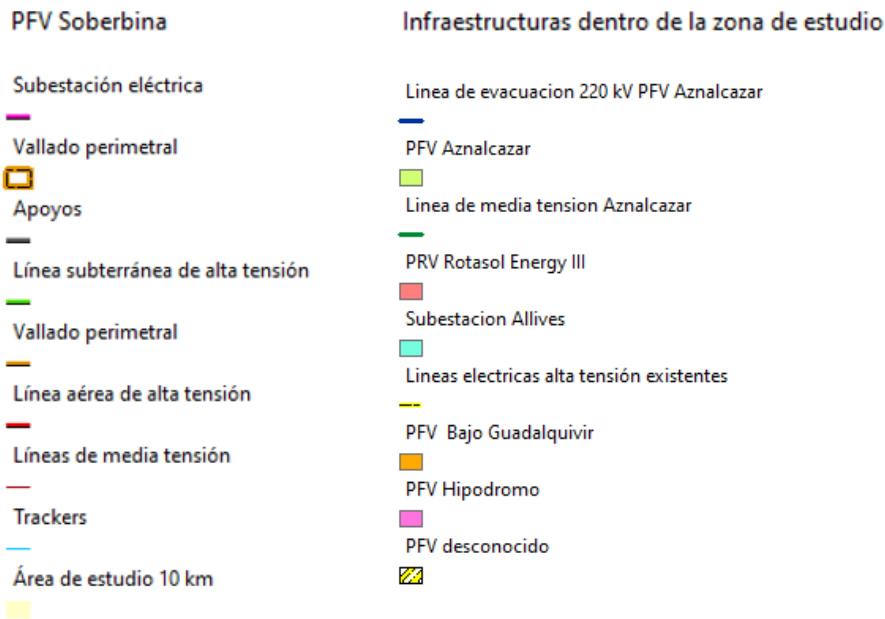 PFV Soberbina
Subestación eléctrica
Vallado perimetral
Apoyos
Línea subterránea de alta tensión
Vallado perimetral
Línea aérea de alta tensión
Líneas de media tensión
Trackers
Área de estudio 10 km
Infraestructuras dentro de la zona de estudio
Linea de evacuacion 220 kV PFV Aznalcazar
PFV Aznalcazar
Linea de media tension Aznalcazar
PRV Rotasol Energy III
Subestacion Allives
Lineas electricas alta tensión existentes
PFV Bajo Guadalquivir
PFV Hipodromo
PFV desconocido